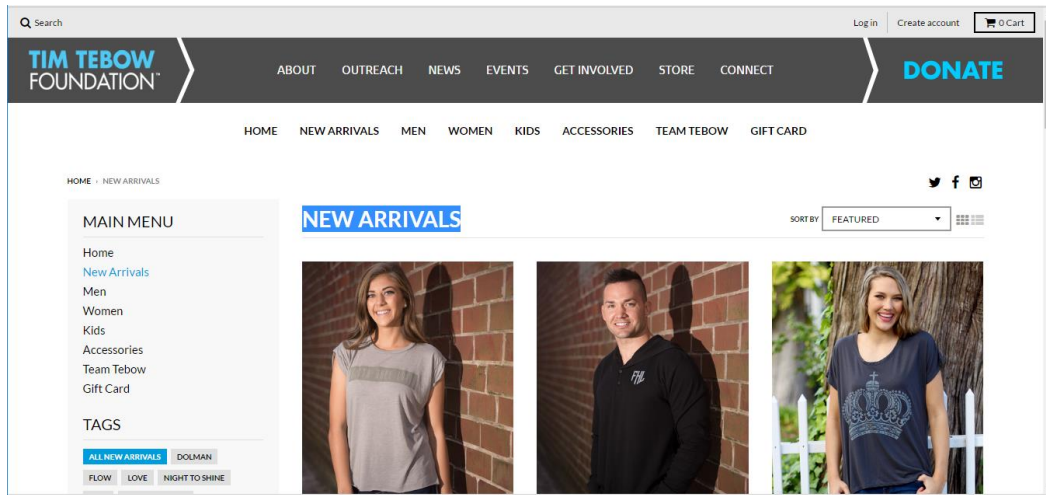 Search
Log in Create account 0 Cart
TIM TEBOW
FOUNDATION
ABOUT OUTREACH NEWS EVENTS GET INVOLVED STORE CONNECT
DONATE
HOME NEW ARRIVALS MEN WOMEN KIDS ACCESSORIES TEAM TEBOW GIFT CARD
HOME › NEW ARRIVALS
MAIN MENU
Home
New Arrivals
Men
Women
Kids
Accessories
Team Tebow
Gift Card
TAGS
ALL NEW ARRIVALS DOLMAN
FLOW LOVE NIGHT TO SHINE
NEW ARRIVALS
SORT BY FEATURED
FHL